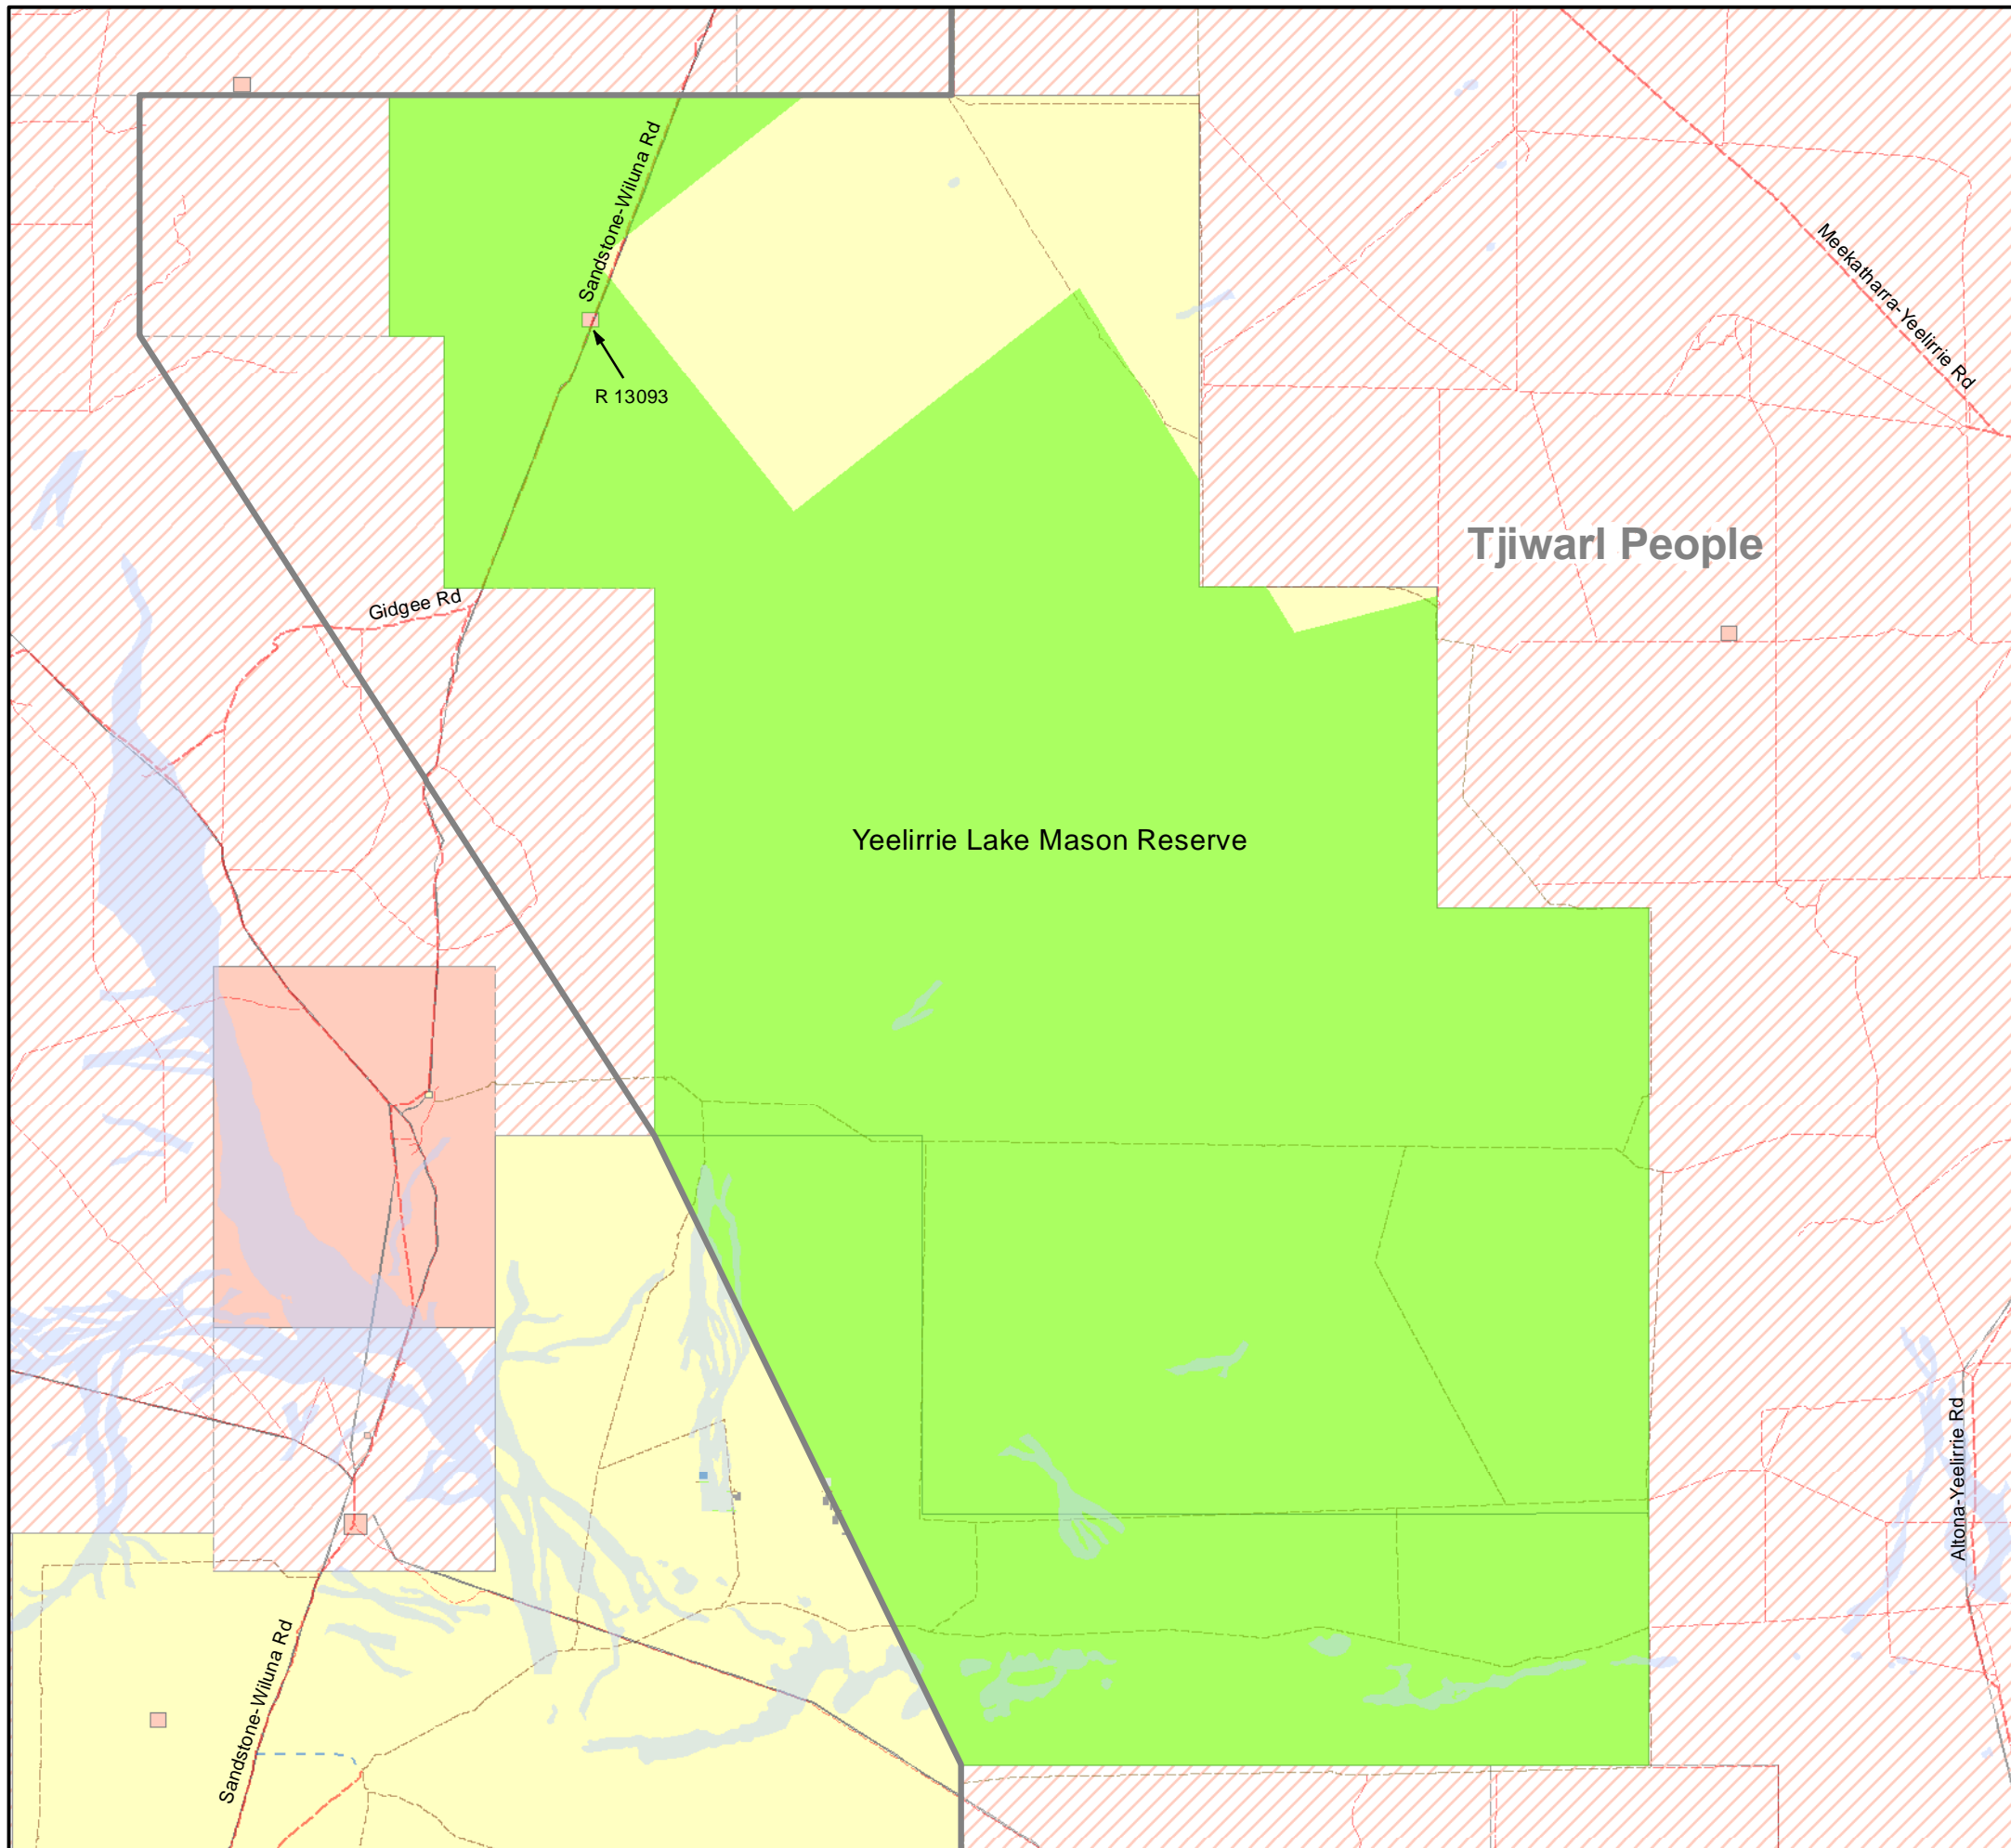 Sandstone-Wiluna Rd
Meekatharra-Yeelirrie Rd
R 13093
Tjiwarl People
Gidgee Rd
Yeelirrie Lake Mason Reserve
Altona-Yeelirrie Rd
Sandstone-Wiluna Rd